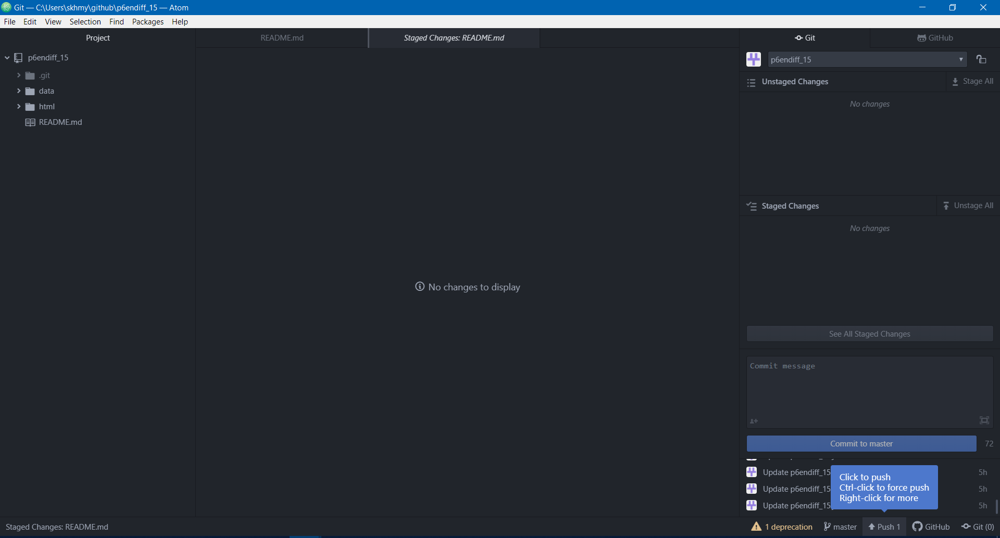 Git — C:\Users\skhmy\github\p6endiff_15 — Atom
File Edit View Selection Find Packages Help
Project
p6endiff_15
.git
data
html
README.md
README.md
Staged Changes: README.md
No changes to display
Git
GitHub
p6endiff_15
Unstaged Changes
Stage All
No changes
Staged Changes
Unstage All
No changes
See All Staged Changes
Commit message
Commit to master
72
Update p6endiff_15 5h
Update p6endiff_15 5h
Update p6endiff_15 5h
Click to push
Ctrl-click to force push
Right-click for more
Staged Changes: README.md
1 deprecation
master
Push 1
GitHub
Git (0)